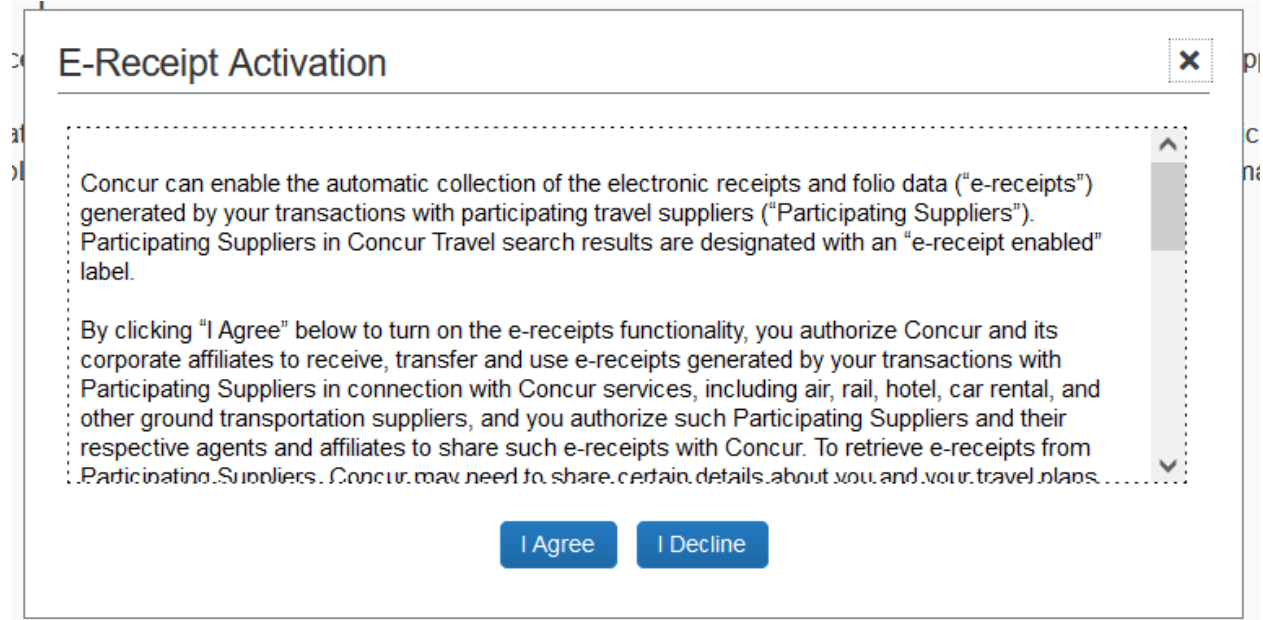 E-Receipt Activation
Concur can enable the automatic collection of the electronic receipts and folio data (“e-receipts”)
generated by your transactions with participating travel suppliers (“Participating Suppliers”).
Participating Suppliers in Concur Travel search results are designated with an “e-receipt enabled”
label.
By clicking “I Agree” below to turn on the e-receipts functionality, you authorize Concur and its
corporate affiliates to receive, transfer and use e-receipts generated by your transactions with
Participating Suppliers in connection with Concur services, including air, rail, hotel, car rental, and
other ground transportation suppliers, and you authorize such Participating Suppliers and their
respective agents and affiliates to share such e-receipts with Concur. To retrieve e-receipts from
Participating Suppliers, Concur may need to share certain details about you and your travel plans
I Agree
I Decline